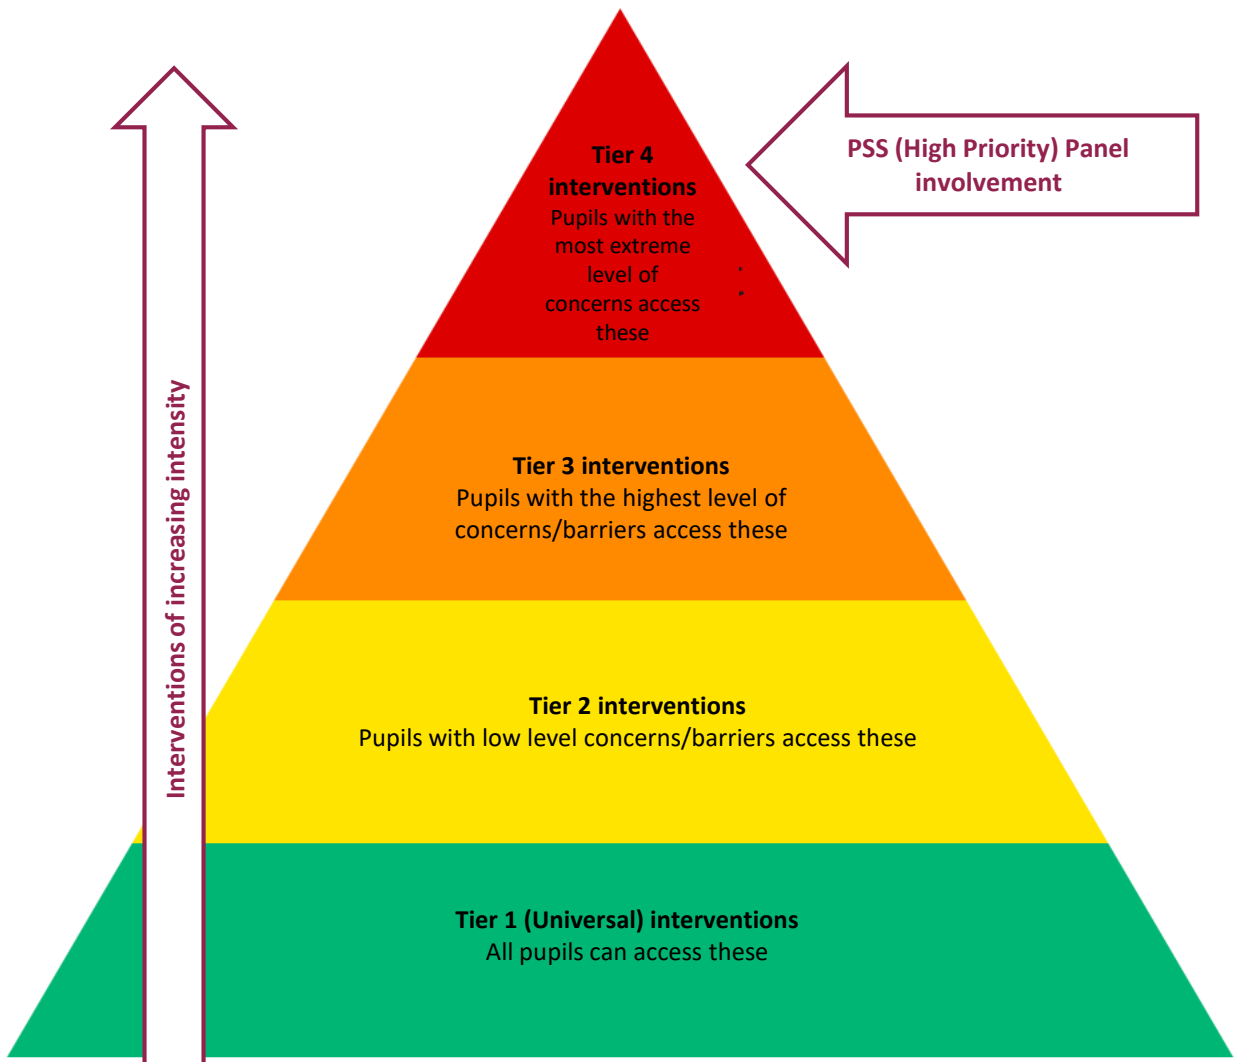 Tier 4
interventions
Pupils with the
most extreme
level of
concerns access
these
PSS (High Priority) Panel
involvement
Interventions of increasing intensity
Tier 3 interventions
Pupils with the highest level of
concerns/barriers access these
Tier 2 interventions
Pupils with low level concerns/barriers access these
Tier 1 (Universal) interventions
All pupils can access these